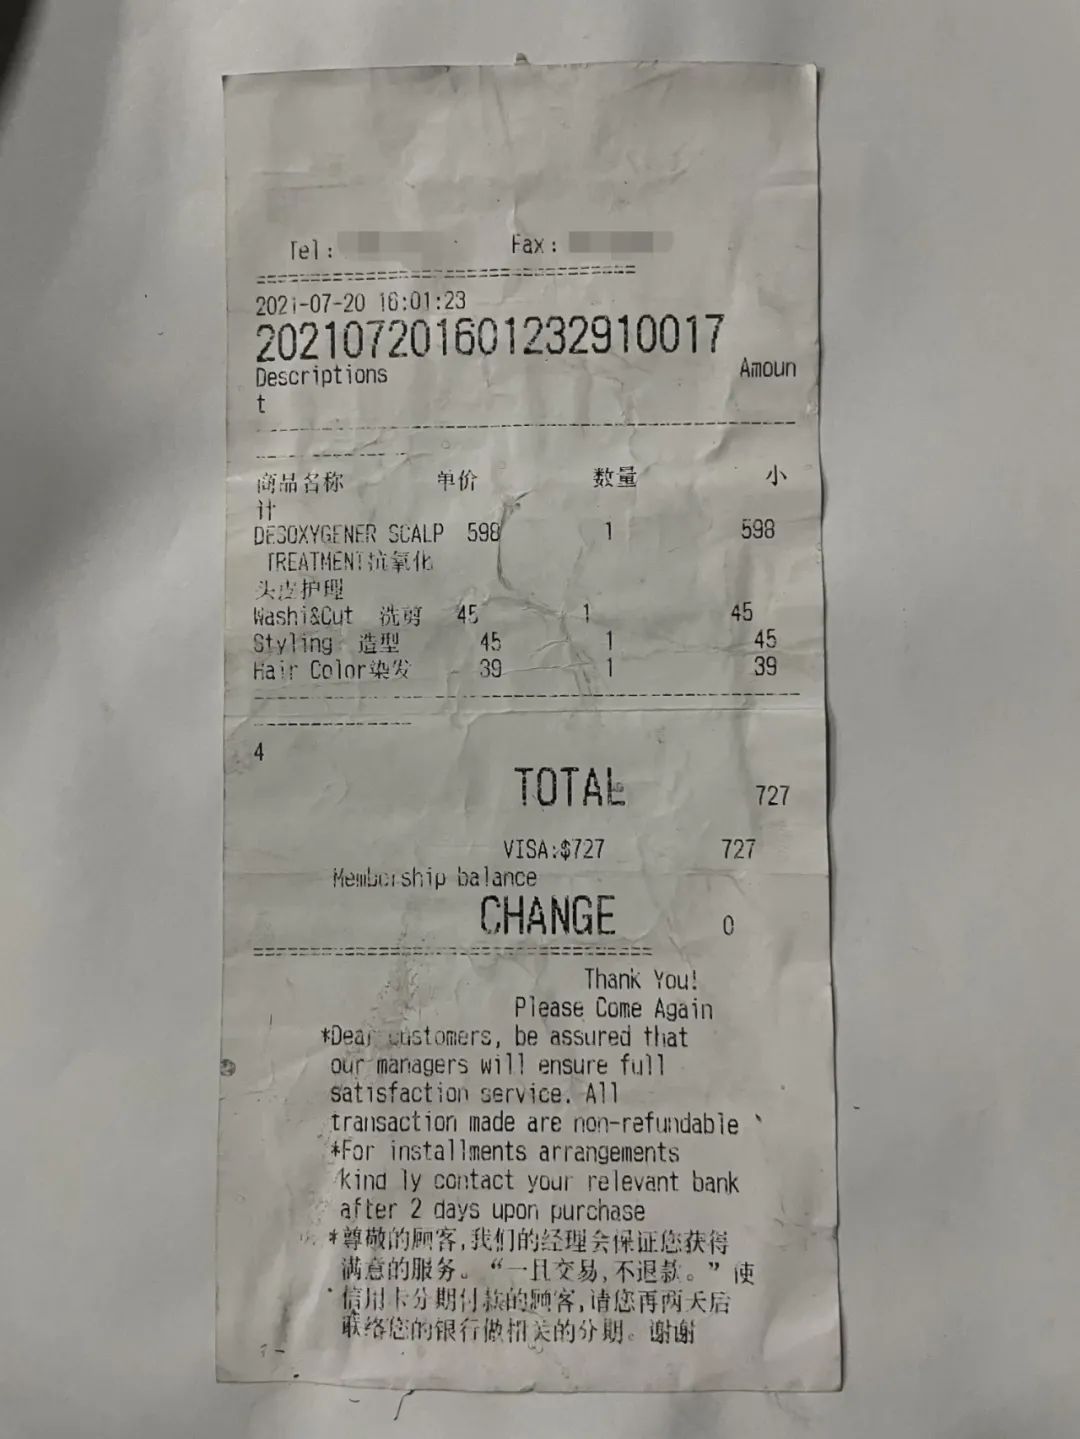 Tel: Fax:
================================
2021-07-20 16:01:23
202107201601232910017
Descriptions Amoun
t
商品名称 单价 数量 小
计
DESOXYGENER SCALP 598 1 598
TREATMENT抗氧化
头皮护理
Washi&Cut 洗剪 45 1 45
Styling 造型 45 1 45
Hair Color染发 39 1 39
4
TOTAL 727
VISA:$727 727
Membership balance
CHANGE 0
================================
Thank You!
Please Come Again
*Dear customers, be assured that
our managers will ensure full
satisfaction service. All
transaction made are non-refundable
*For installments arrangements
kind ly contact your relevant bank
after 2 days upon purchase
*尊敬的顾客,我们的经理会保证您获得
满意的服务。“一旦交易,不退款。”使
信用卡分期付款的顾客,请您再两天后
联络您的银行做相关的分期。谢谢